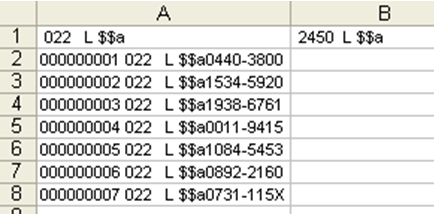 A B
1 022 L $$a 2450 L $$a
2 000000001 022 L $$a0440-3800
3 000000002 022 L $$a1534-5920
4 000000003 022 L $$a1938-6761
5 000000004 022 L $$a0011-9415
6 000000005 022 L $$a1084-5453
7 000000006 022 L $$a0892-2160
8 000000007 022 L $$a0731-115X